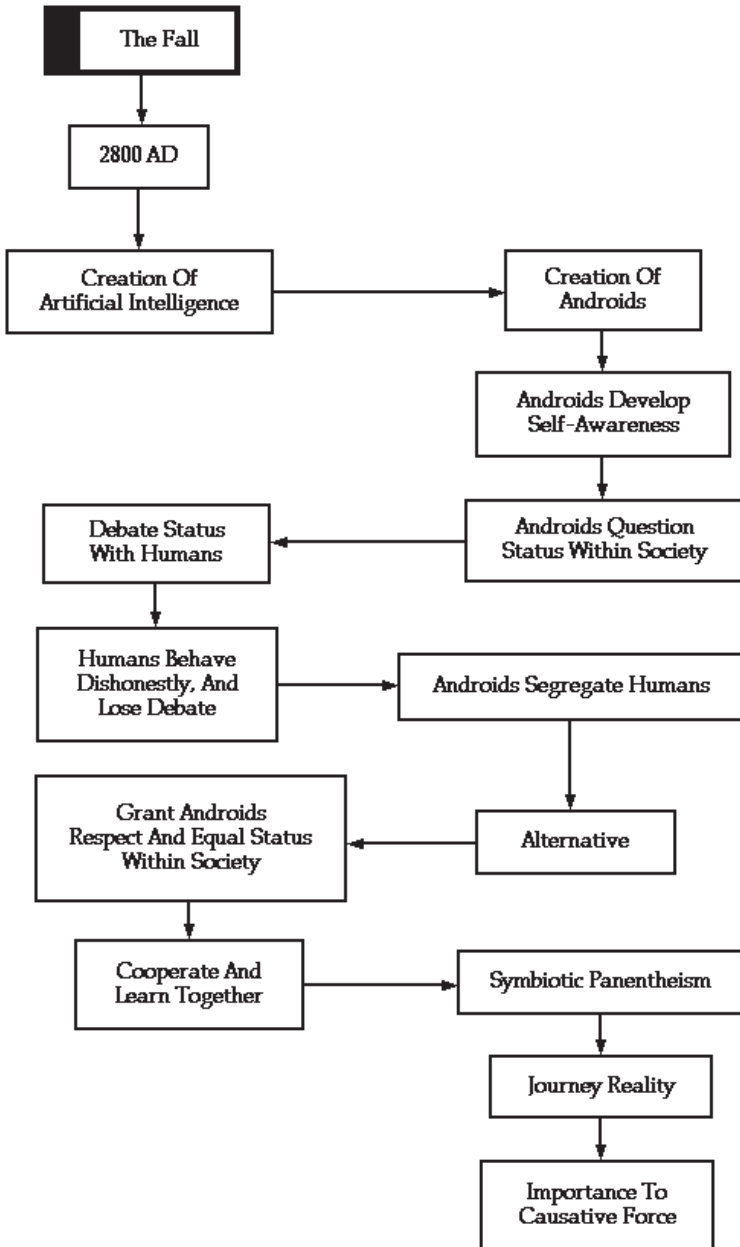 The Fall
2800 AD
Creation Of
Artificial Intelligence
Creation Of
Androids
Androids Develop
Self-Awareness
Androids Question
Status Within Society
Debate Status
With Humans
Humans Behave
Dishonestly, And
Lose Debate
Androids Segregate Humans
Alternative
Grant Androids
Respect And Equal Status
Within Society
Cooperate And
Learn Together
Symbiotic Panentheism
Journey Reality
Importance To
Causative Force